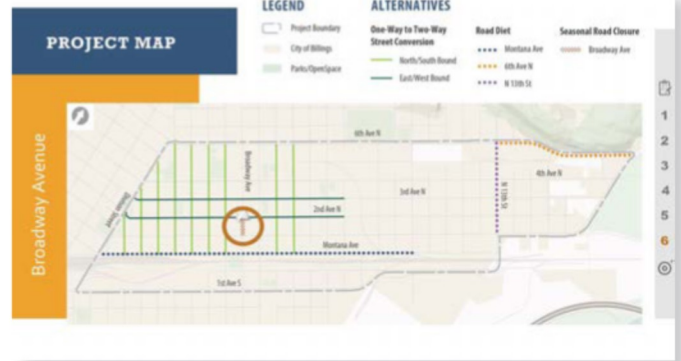 LEGEND
Project Boundary
City of Billings
Parks/OpenSpace
ALTERNATIVES
One-Way to Two-Way
Street Conversion
North/South Bound
East/West Bound
Road Diet
Montana Ave
6th Ave N
N 13th St
Seasonal Road Closure
Broadway Ave
PROJECT MAP
Broadway Avenue
6th Ave N
Broadway Ave
Division Street
2nd Ave N
3rd Ave N
4th Ave N
N 13th St
Montana Ave
1st Ave S
1
2
3
4
5
6